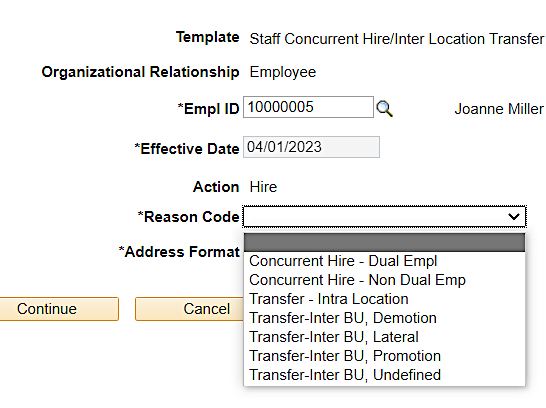 Template Staff Concurrent Hire/Inter Location Transfer
Organizational Relationship Employee
*Empl ID 10000005 Joanne Miller
*Effective Date 04/01/2023
Action Hire
*Reason Code
*Address Format
Concurrent Hire - Dual Empl
Concurrent Hire - Non Dual Emp
Transfer - Intra Location
Transfer-Inter BU, Demotion
Transfer-Inter BU, Lateral
Transfer-Inter BU, Promotion
Transfer-Inter BU, Undefined
Continue Cancel